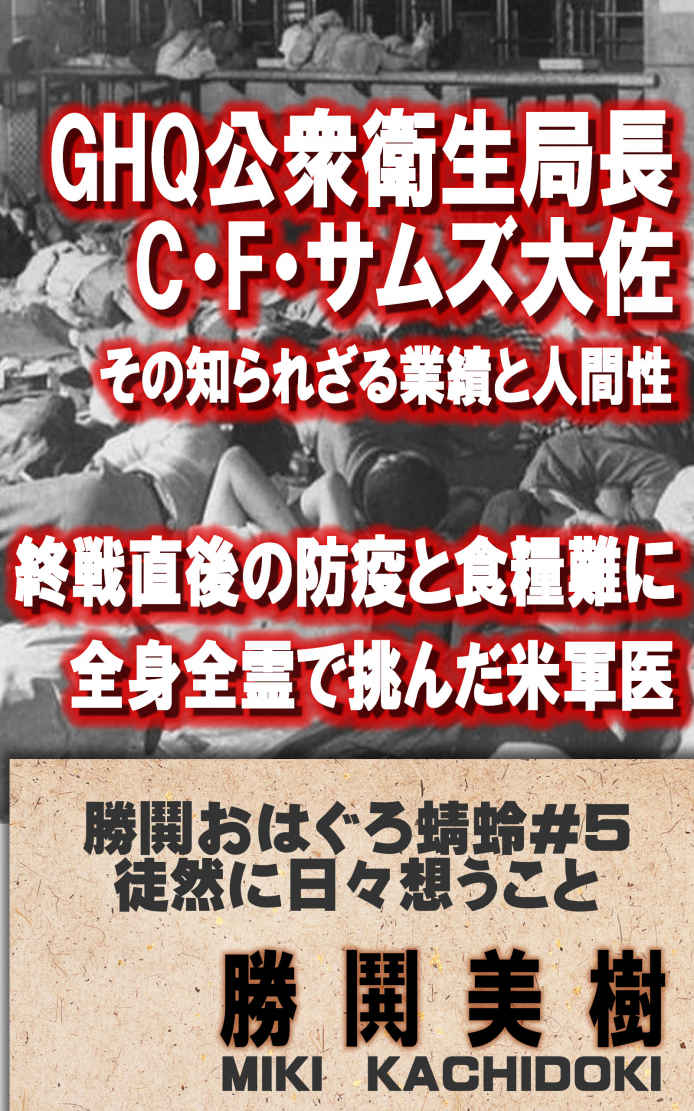 GHQ公衆衛生局長
C・F・サムズ大佐
その知られざる業績と人間性
終戦直後の防疫と食糧難に
全身全霊で挑んだ米軍医
勝鬨おはぐろ蜻蛉#5
徒然に日々想うこと
勝鬨美樹
MIKI KACHIDOKI